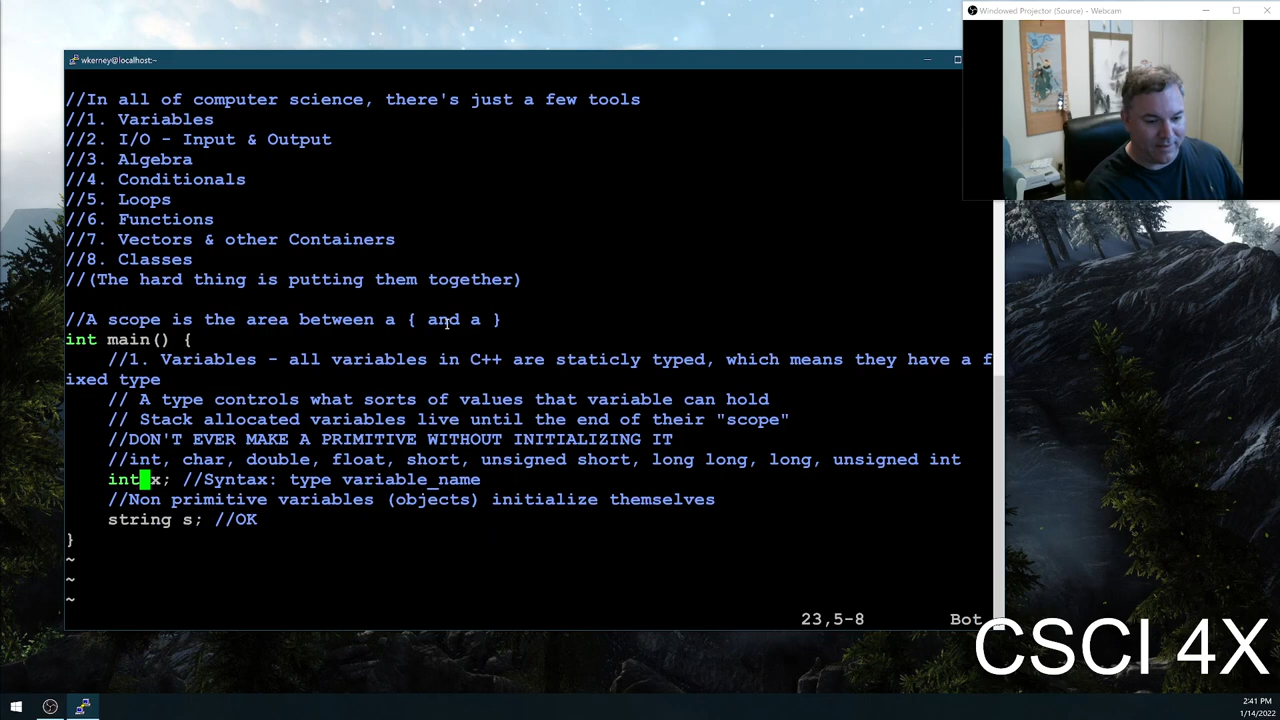 Windowed Projector (Source) - Webcam
wkerney@localhost:~
//In all of computer science, there's just a few tools
//1. Variables
//2. I/O - Input & Output
//3. Algebra
//4. Conditionals
//5. Loops
//6. Functions
//7. Vectors & other Containers
//8. Classes
//(The hard thing is putting them together)
//A scope is the area between a { and a }
int main() {
//1. Variables - all variables in C++ are staticly typed, which means they have a f
ixed type
// A type controls what sorts of values that variable can hold
// Stack allocated variables live until the end of their "scope"
//DON'T EVER MAKE A PRIMITIVE WITHOUT INITIALIZING IT
//int, char, double, float, short, unsigned short, long long, long, unsigned int
int x; //Syntax: type variable_name
//Non primitive variables (objects) initialize themselves
string s; //OK
}
~
~
~
23,5-8 Bot
CSCI 4X
2:41 PM
1/14/2022